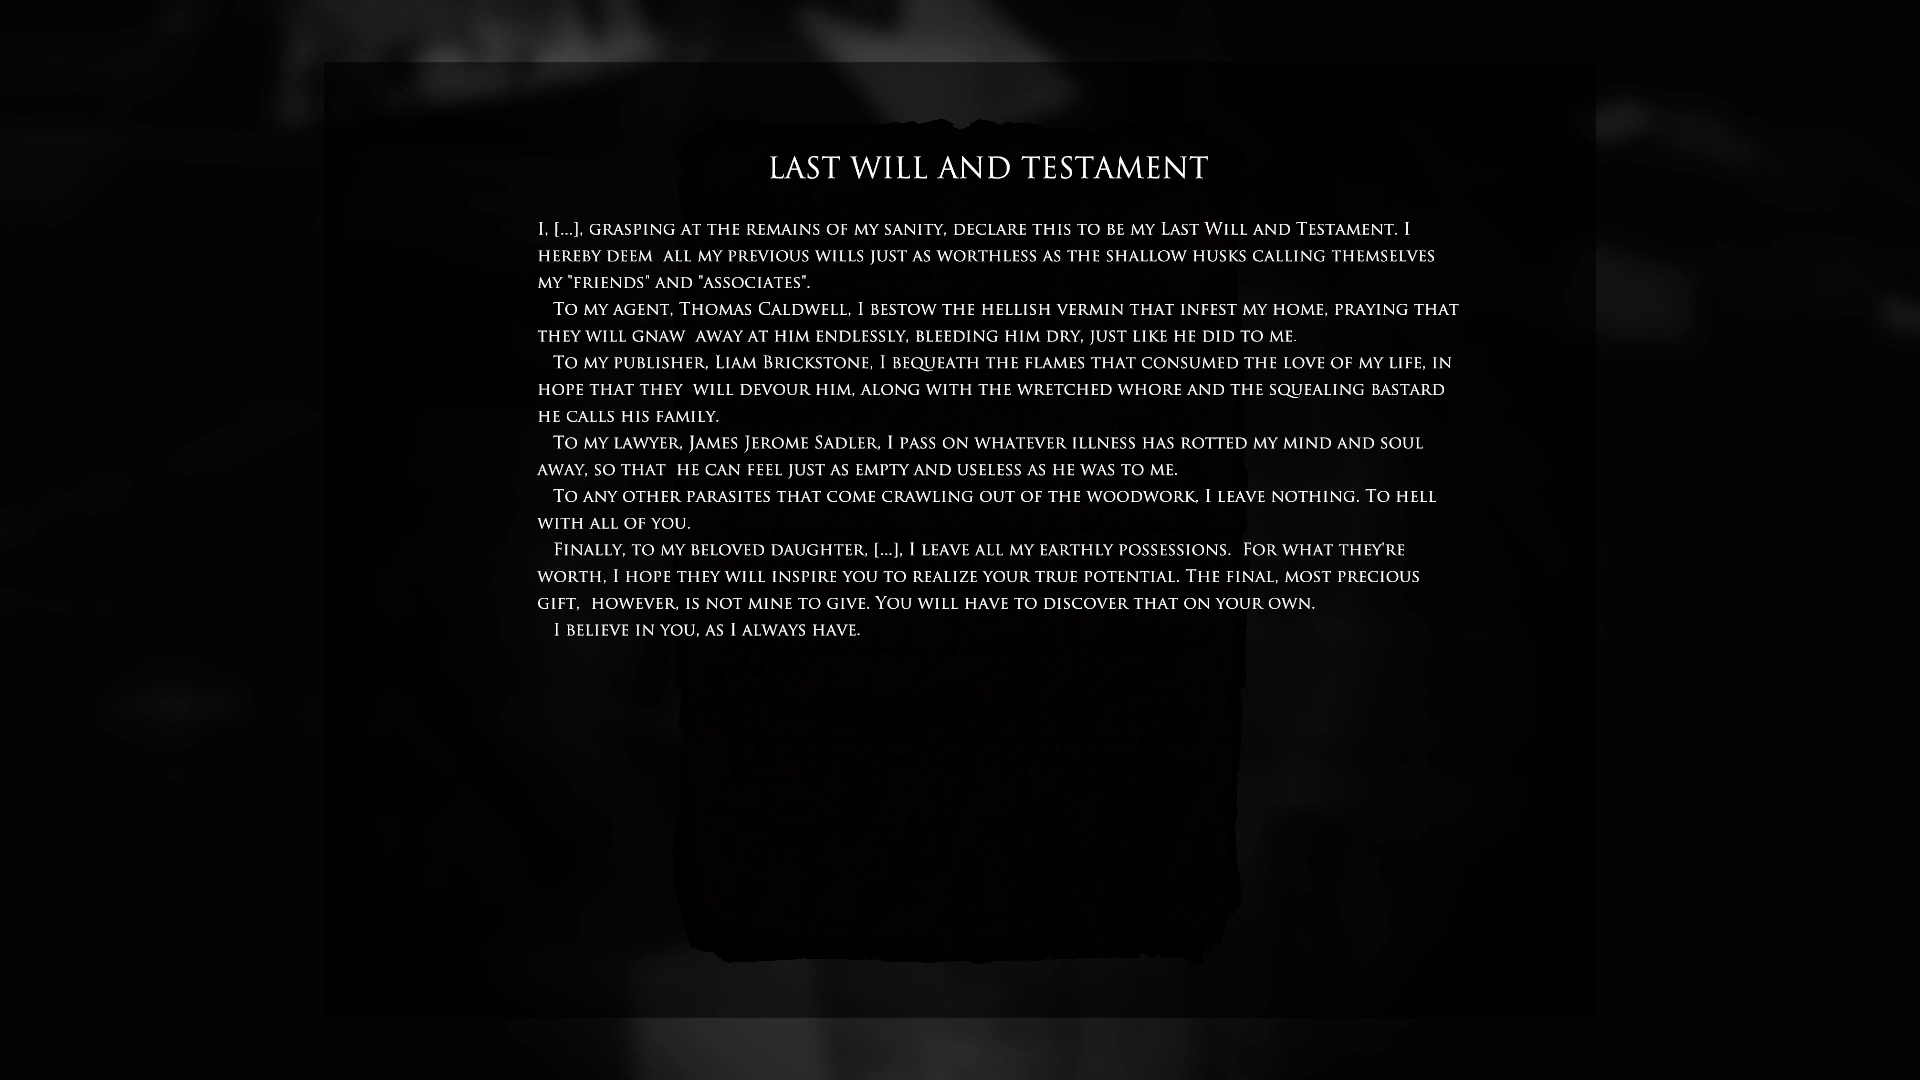 LAST WILL AND TESTAMENT
I, [...], grasping at the remains of my sanity, declare this to be my Last Will and Testament. I
hereby deem  all my previous wills just as worthless as the shallow husks calling themselves
my "friends" and "associates".
To my agent, Thomas Caldwell, I bestow the hellish vermin that infest my home, praying that
they will gnaw  away at him endlessly, bleeding him dry, just like he did to me.
To my publisher, Liam Brickstone, I bequeath the flames that consumed the love of my life, in
hope that they  will devour him, along with the wretched whore and the squealing bastard
he calls his family.
To my lawyer, James Jerome Sadler, I pass on whatever illness has rotted my mind and soul
away, so that  he can feel just as empty and useless as he was to me.
To any other parasites that come crawling out of the woodwork, I leave nothing. To hell
with all of you.
Finally, to my beloved daughter, [...], I leave all my earthly possessions.  For what they're
worth, I hope they will inspire you to realize your true potential. The final, most precious
gift,  however, is not mine to give. You will have to discover that on your own.
I believe in you, as I always have.